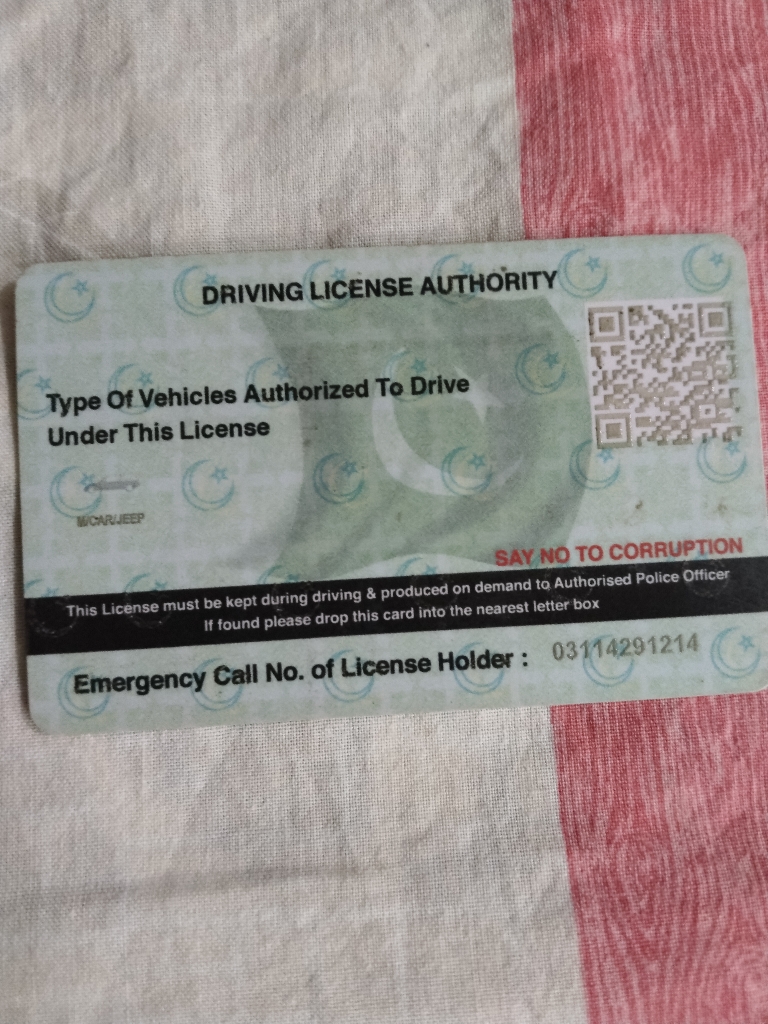 DRIVING LICENSE AUTHORITY
Type Of Vehicles Authorized To Drive
Under This License
M/CAR/JEEP
SAY NO TO CORRUPTION
This License must be kept during driving & produced on demand to Authorised Police Officer
If found please drop this card into the nearest letter box
Emergency Call No. of License Holder : 03114291214